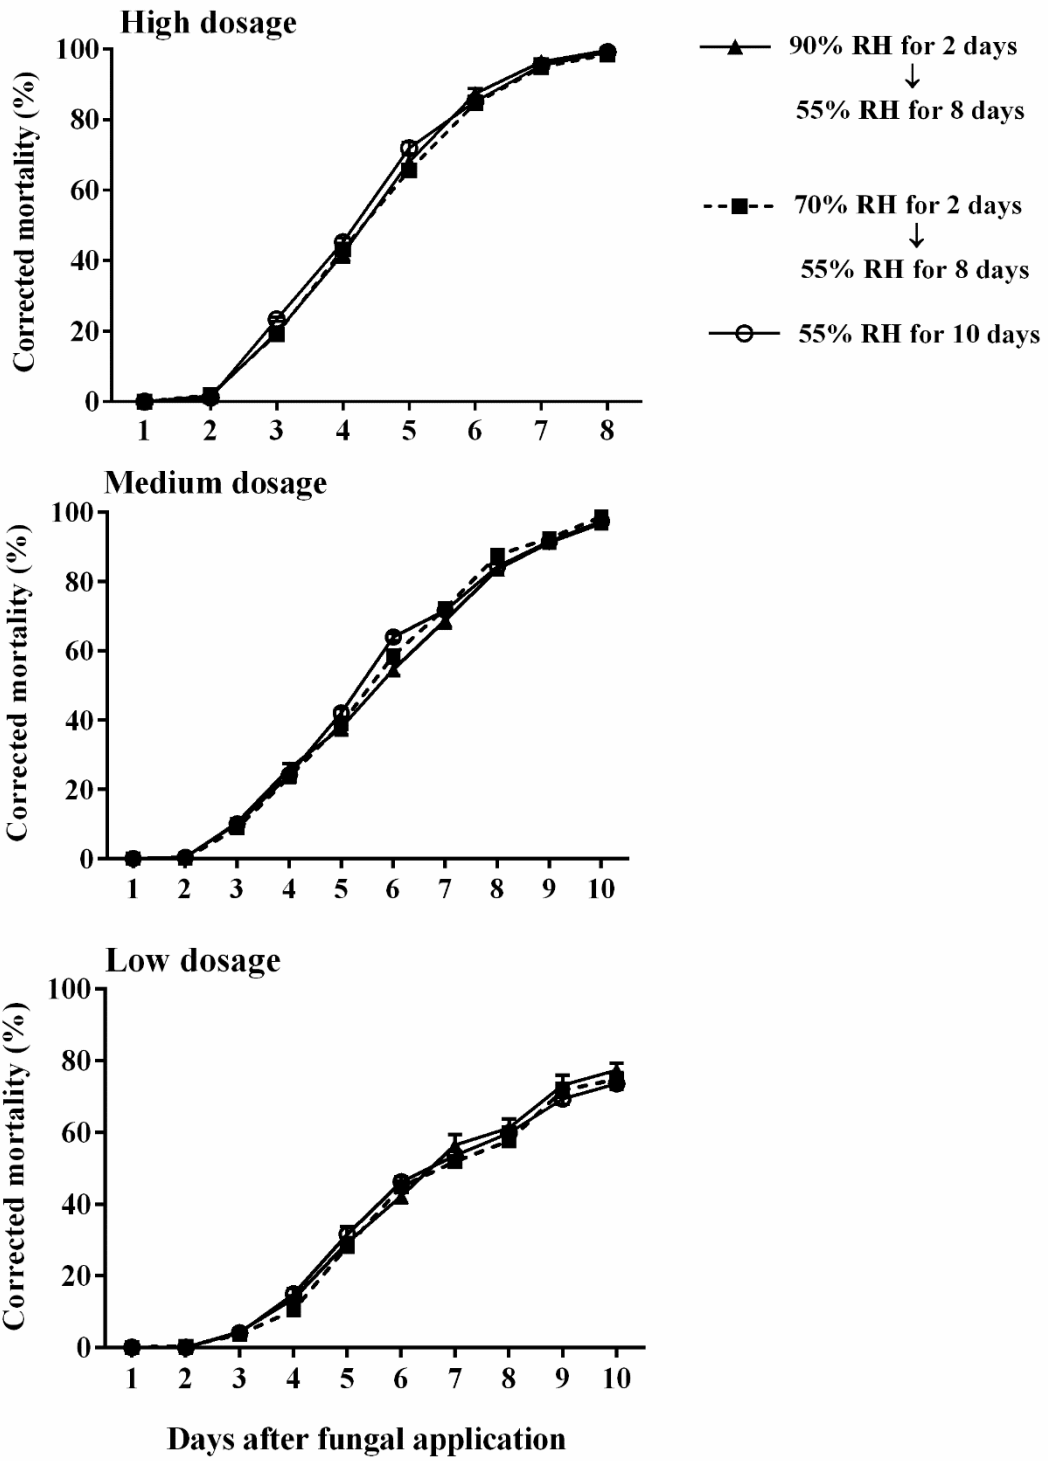 High dosage
100
80
60
40
20
0
Corrected mortality (%)
1 2 3 4 5 6 7 8
90% RH for 2 days
↓
55% RH for 8 days
70% RH for 2 days
↓
55% RH for 8 days
55% RH for 10 days
Medium dosage
100
80
60
40
20
0
Corrected mortality (%)
1 2 3 4 5 6 7 8 9 10
Low dosage
100
80
60
40
20
0
Corrected mortality (%)
1 2 3 4 5 6 7 8 9 10
Days after fungal application